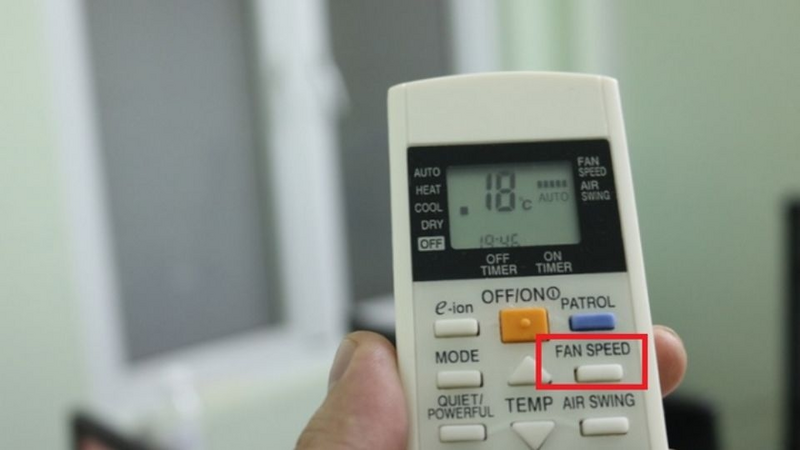 AUTO
HEAT
COOL
DRY
OFF
18°C
AUTO
FAN
SPEED
AIR
SWING
OFF
TIMER
ON
TIMER
e-ion
OFF/ON
PATROL
MODE
FAN SPEED
QUIET/
POWERFUL
TEMP
AIR SWING